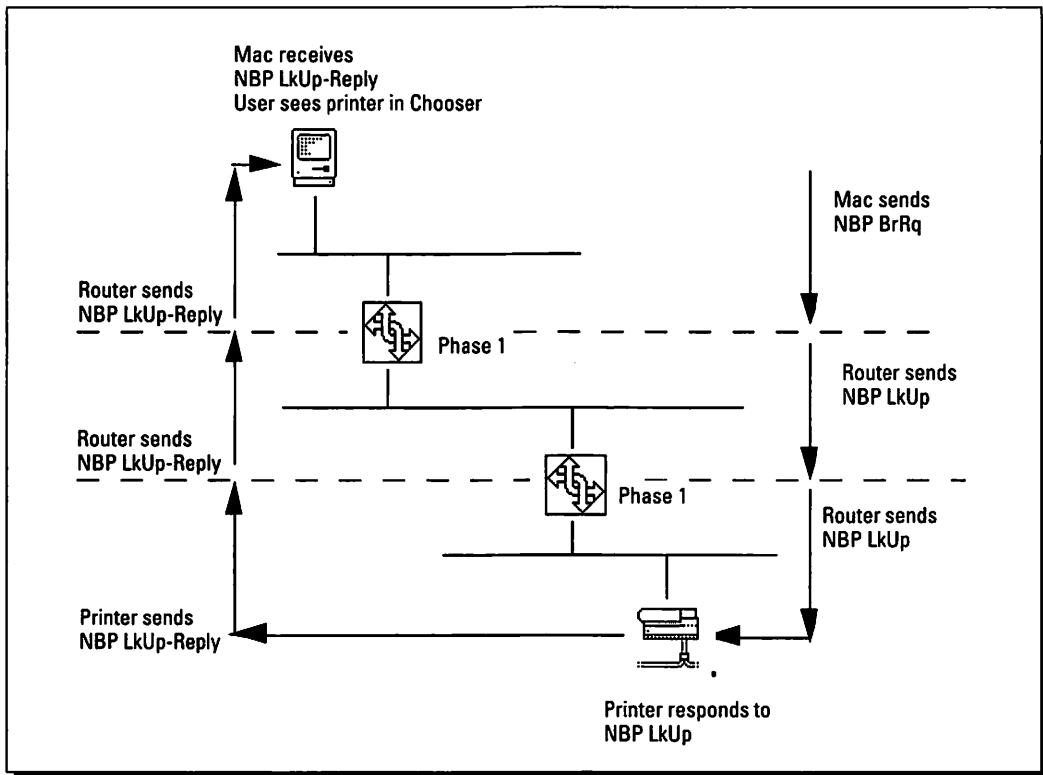 Mac receives
NBP LkUp-Reply
User sees printer in Chooser
Mac sends
NBP BrRq
Router sends
NBP LkUp-Reply
Phase 1
Router sends
NBP LkUp
Router sends
NBP LkUp-Reply
Phase 1
Router sends
NBP LkUp
Printer sends
NBP LkUp-Reply
Printer responds to
NBP LkUp